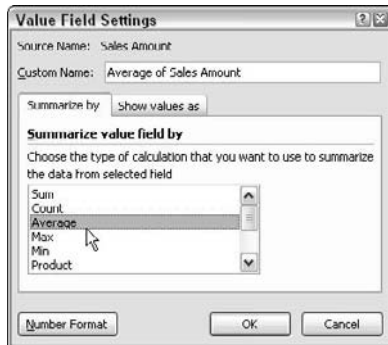 Value Field Settings
Source Name: Sales Amount
Custom Name: Average of Sales Amount
Summarize by Show values as
Summarize value field by
Choose the type of calculation that you want to use to summarize
the data from selected field
Sum
Count
Average
Max
Min
Product
Number Format OK Cancel